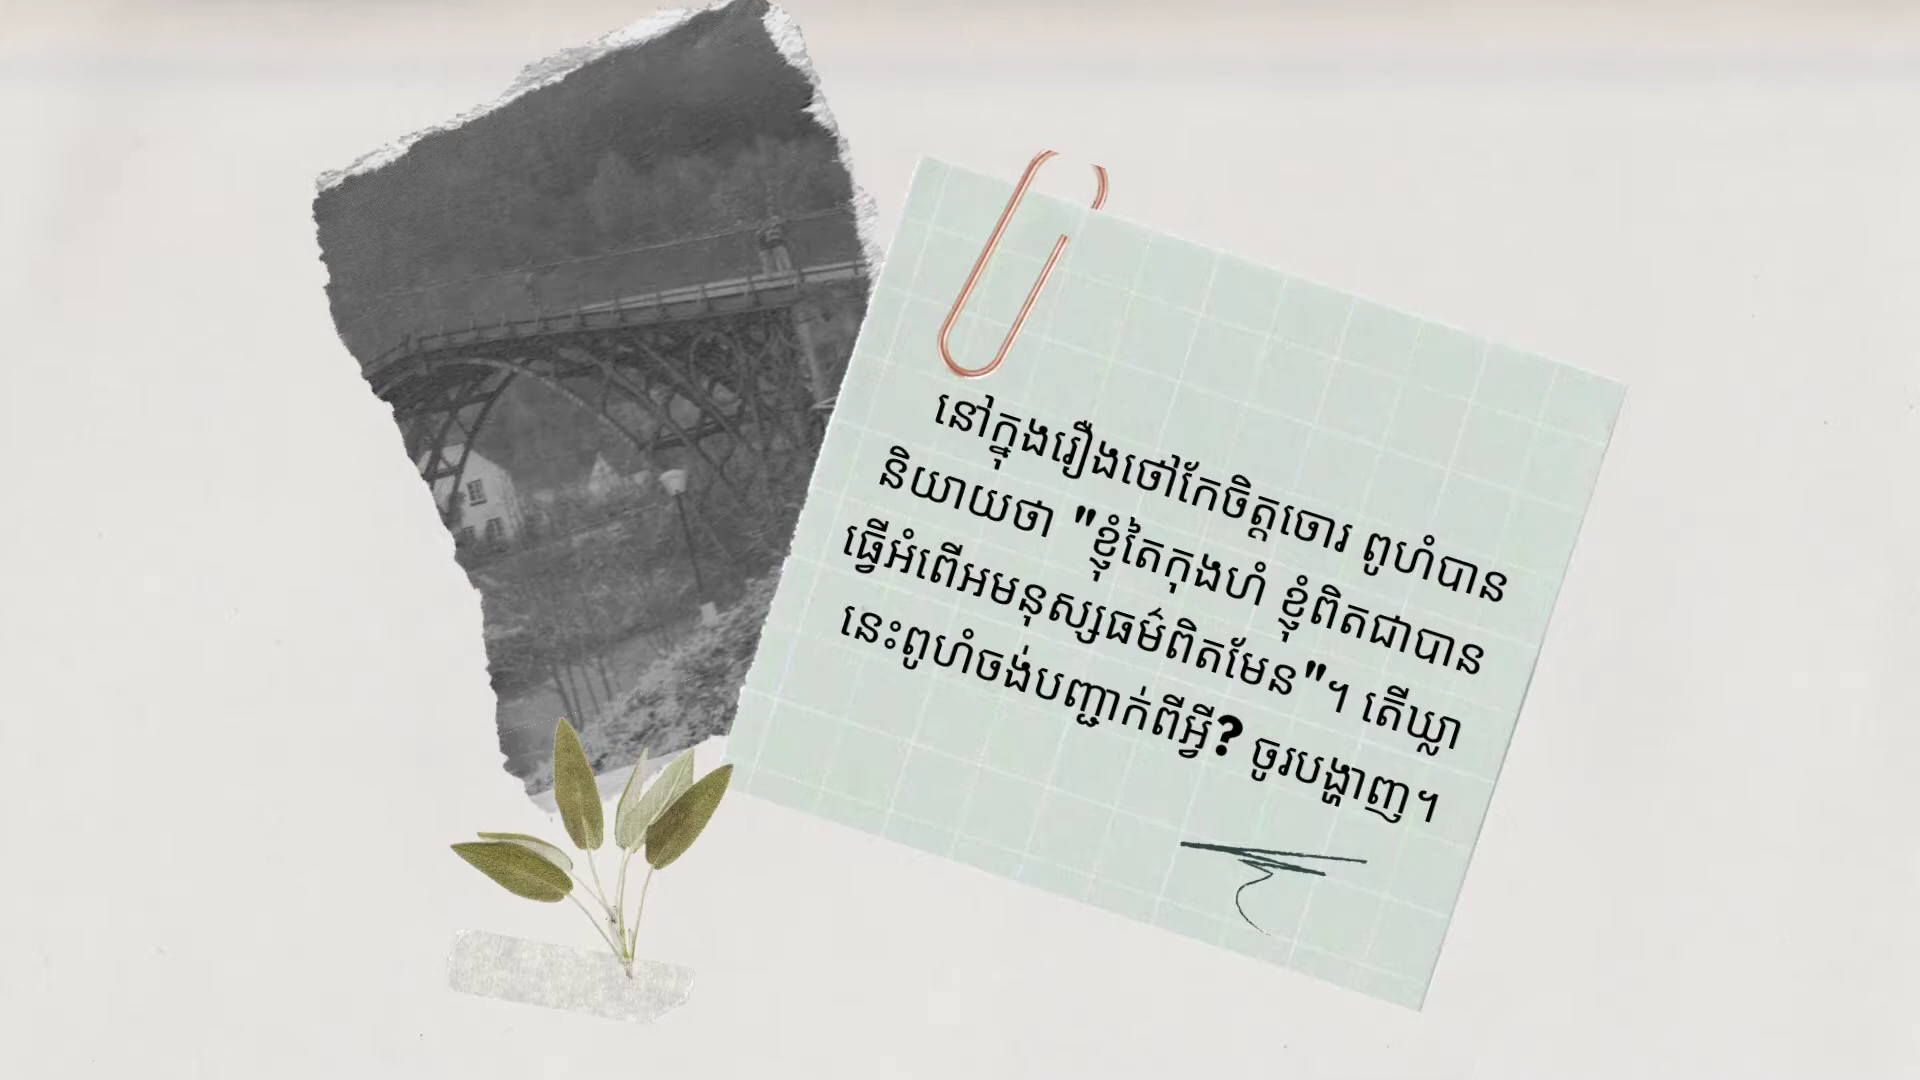 នៅក្នុងរឿងថៅកែចិត្តចោរ ពូហំបាន
និយាយថា "ខ្ញុំតៃកុងហំ ខ្ញុំពិតជាបាន
ធ្វើអំពើអមនុស្សធម៌ពិតមែន"។ តើឃ្លា
នេះពូហំចង់បញ្ជាក់ពីអ្វី? ចូរបង្ហាញ។